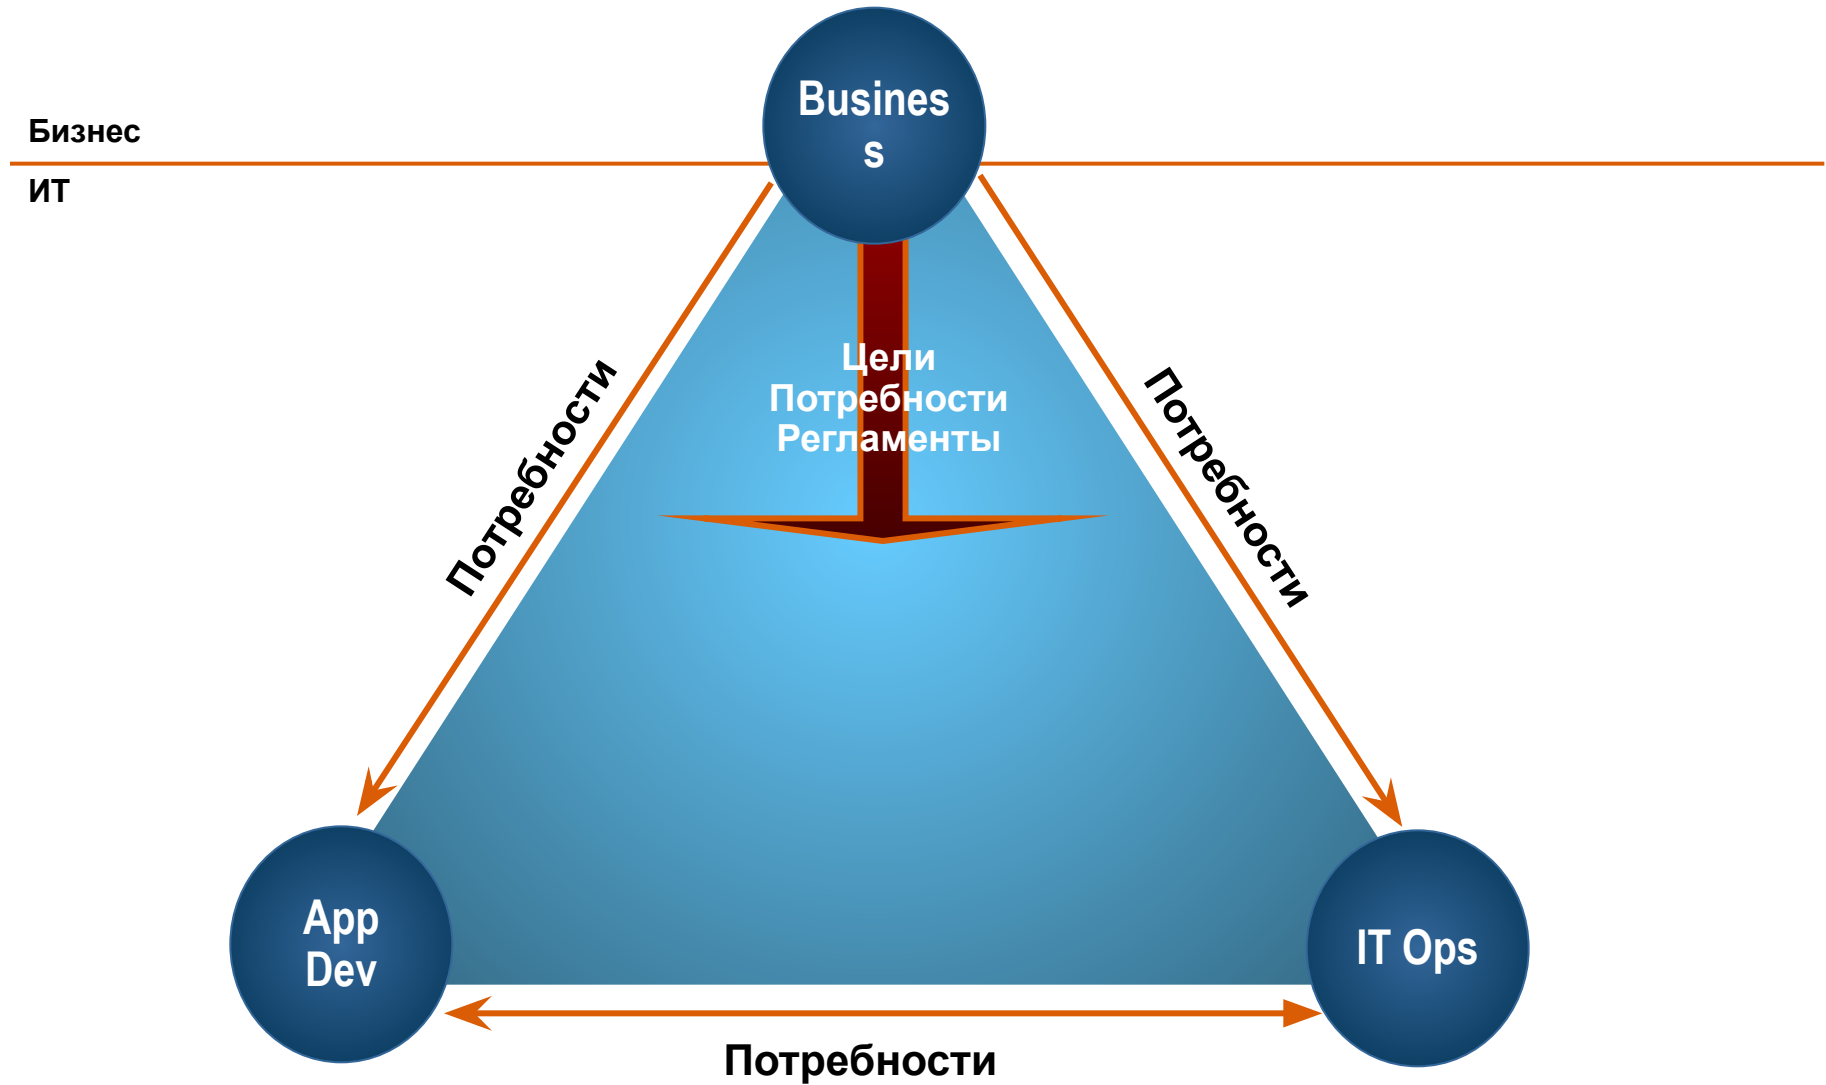 Busines
s
Бизнес
ИТ
Цели
Потребности
Регламенты
Потребности
Потребности
App
Dev
IT Ops
Потребности